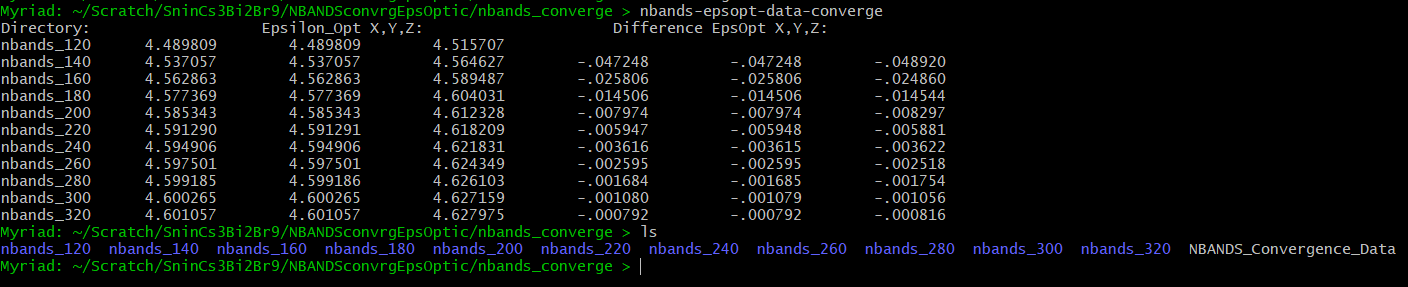 Myriad: ~/Scratch/SninCs3Bi2Br9/NBANDSconvrgEpsOptic/nbands_converge > nbands-epsopt-data-converge
Directory: Epsilon_Opt X,Y,Z: Difference EpsOpt X,Y,Z:
nbands_120 4.489809 4.489809 4.515707
nbands_140 4.537057 4.537057 4.564627 -.047248 -.047248 -.048920
nbands_160 4.562863 4.562863 4.589487 -.025806 -.025806 -.024860
nbands_180 4.577369 4.577369 4.604031 -.014506 -.014506 -.014544
nbands_200 4.585343 4.585343 4.612328 -.007974 -.007974 -.008297
nbands_220 4.591290 4.591291 4.618209 -.005947 -.005948 -.005881
nbands_240 4.594906 4.594906 4.621831 -.003616 -.003615 -.003622
nbands_260 4.597501 4.597501 4.624349 -.002595 -.002595 -.002518
nbands_280 4.599185 4.599186 4.626103 -.001684 -.001685 -.001754
nbands_300 4.600265 4.600265 4.627159 -.001080 -.001079 -.001056
nbands_320 4.601057 4.601057 4.627975 -.000792 -.000792 -.000816
Myriad: ~/Scratch/SninCs3Bi2Br9/NBANDSconvrgEpsOptic/nbands_converge > ls
nbands_120 nbands_140 nbands_160 nbands_180 nbands_200 nbands_220 nbands_240 nbands_260 nbands_280 nbands_300 nbands_320 NBANDS_Convergence_Data
Myriad: ~/Scratch/SninCs3Bi2Br9/NBANDSconvrgEpsOptic/nbands_converge >